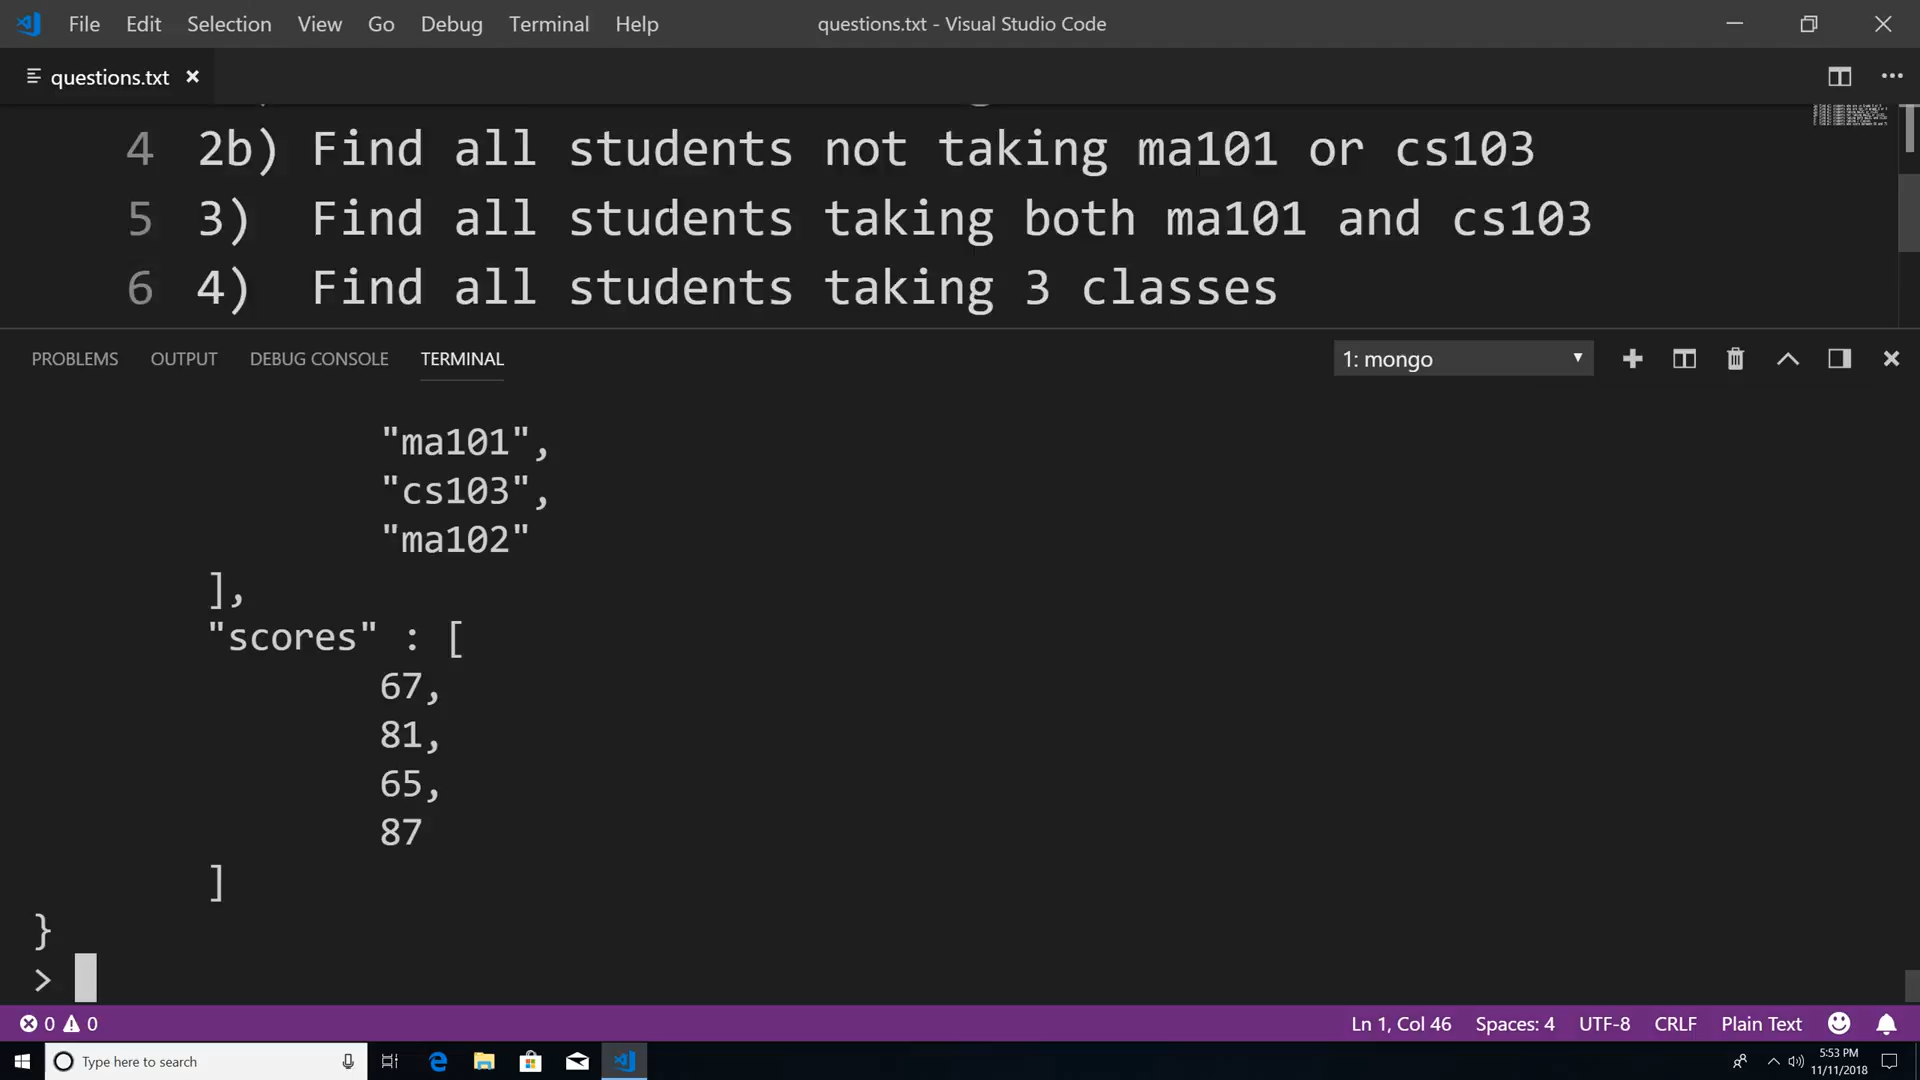 File Edit Selection View Go Debug Terminal Help questions.txt - Visual Studio Code
questions.txt
4 2b) Find all students not taking ma101 or cs103
5 3) Find all students taking both ma101 and cs103
6 4) Find all students taking 3 classes
PROBLEMS OUTPUT DEBUG CONSOLE TERMINAL 1: mongo
"ma101",
"cs103",
"ma102"
],
"scores" : [
67,
81,
65,
87
]
}
>
0 0 Ln 1, Col 46 Spaces: 4 UTF-8 CRLF Plain Text
Type here to search 5:53 PM
11/11/2018